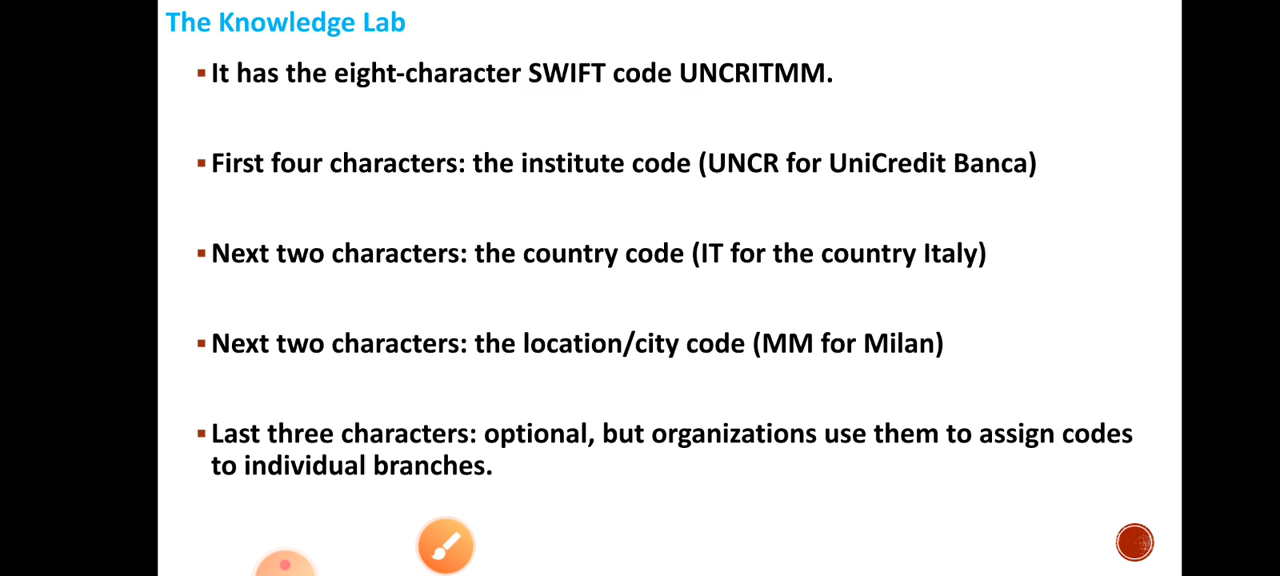 The Knowledge Lab
▪ It has the eight-character SWIFT code UNCRITMM.
▪ First four characters: the institute code (UNCR for UniCredit Banca)
▪ Next two characters: the country code (IT for the country Italy)
▪ Next two characters: the location/city code (MM for Milan)
▪ Last three characters: optional, but organizations use them to assign codes
to individual branches.